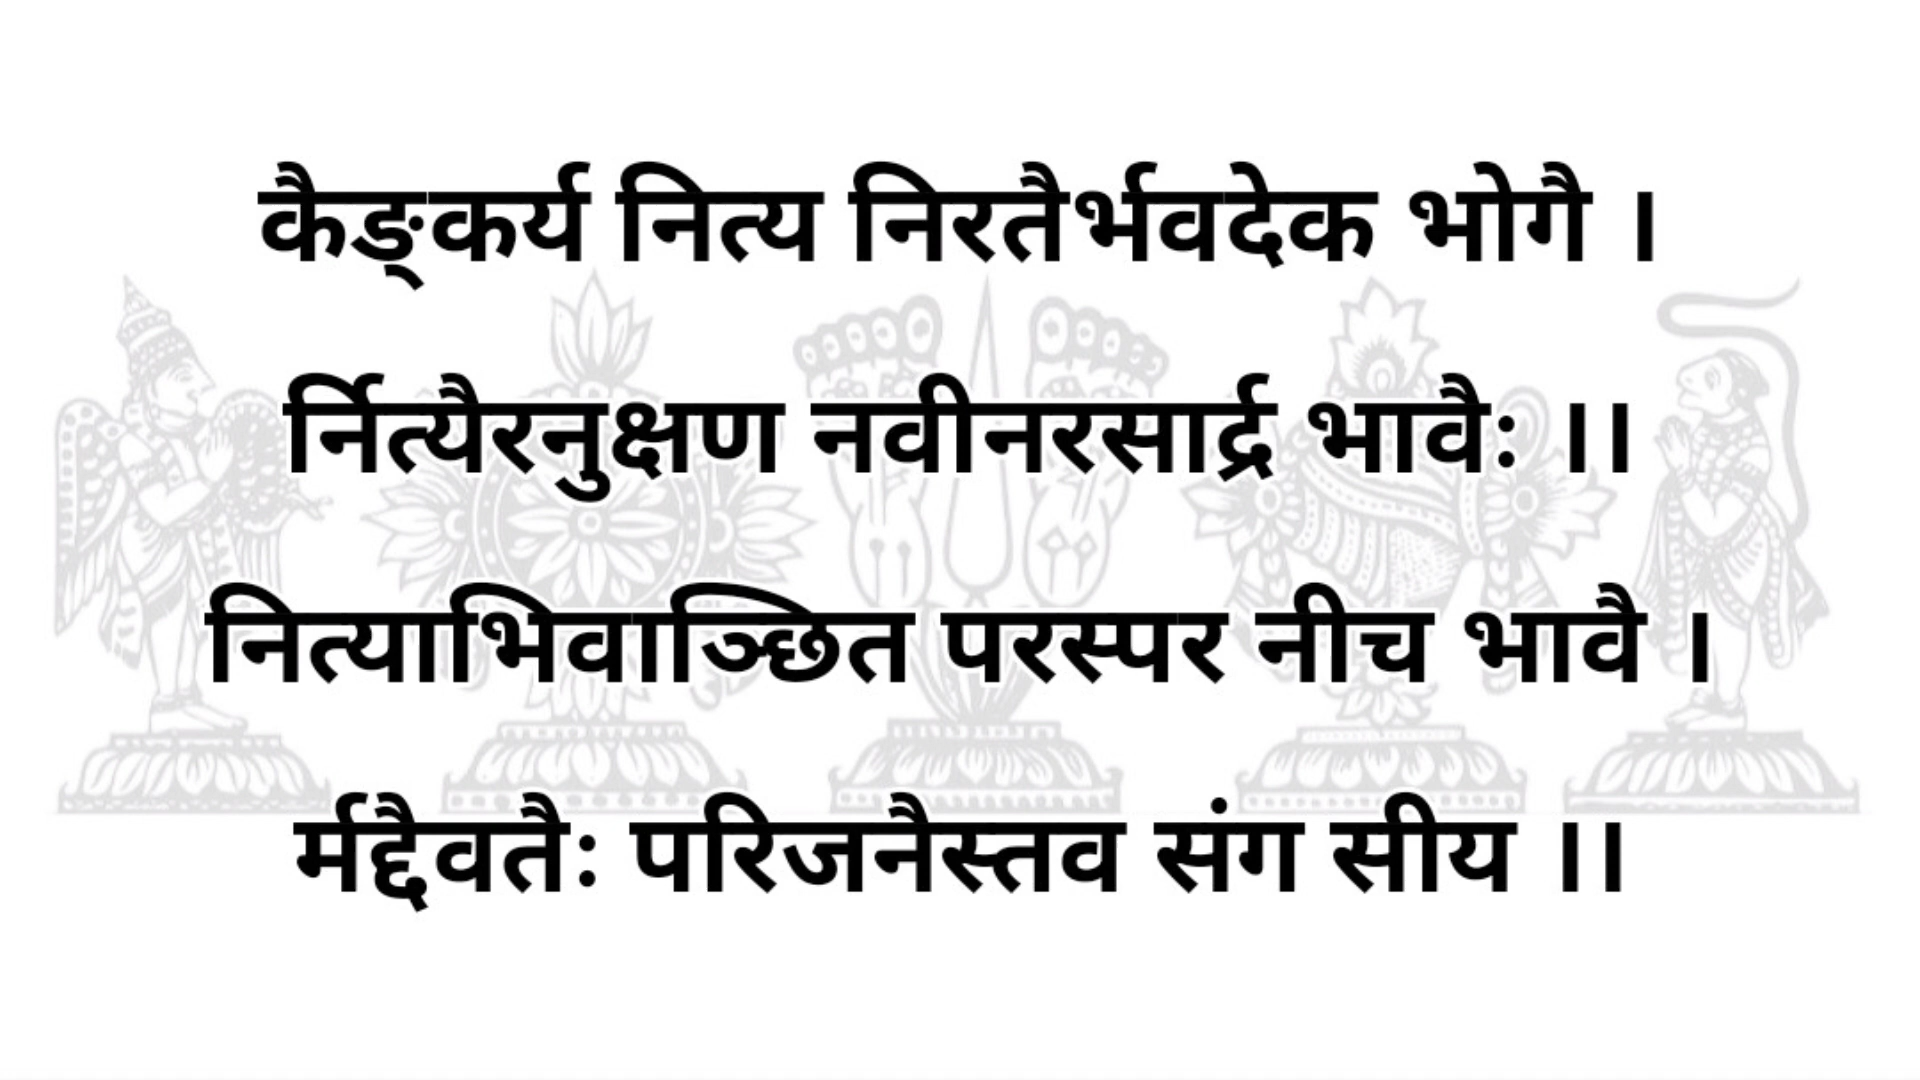 कैङ्कर्य नित्य निरतैर्भवदेक भोगै ।
र्नित्यैरनुक्षण नवीनरसार्द्र भावैः ।।
नित्याभिवाञ्छित परस्पर नीच भावै ।
र्मद्दैवतैः परिजनैस्तव संग सीय ।।